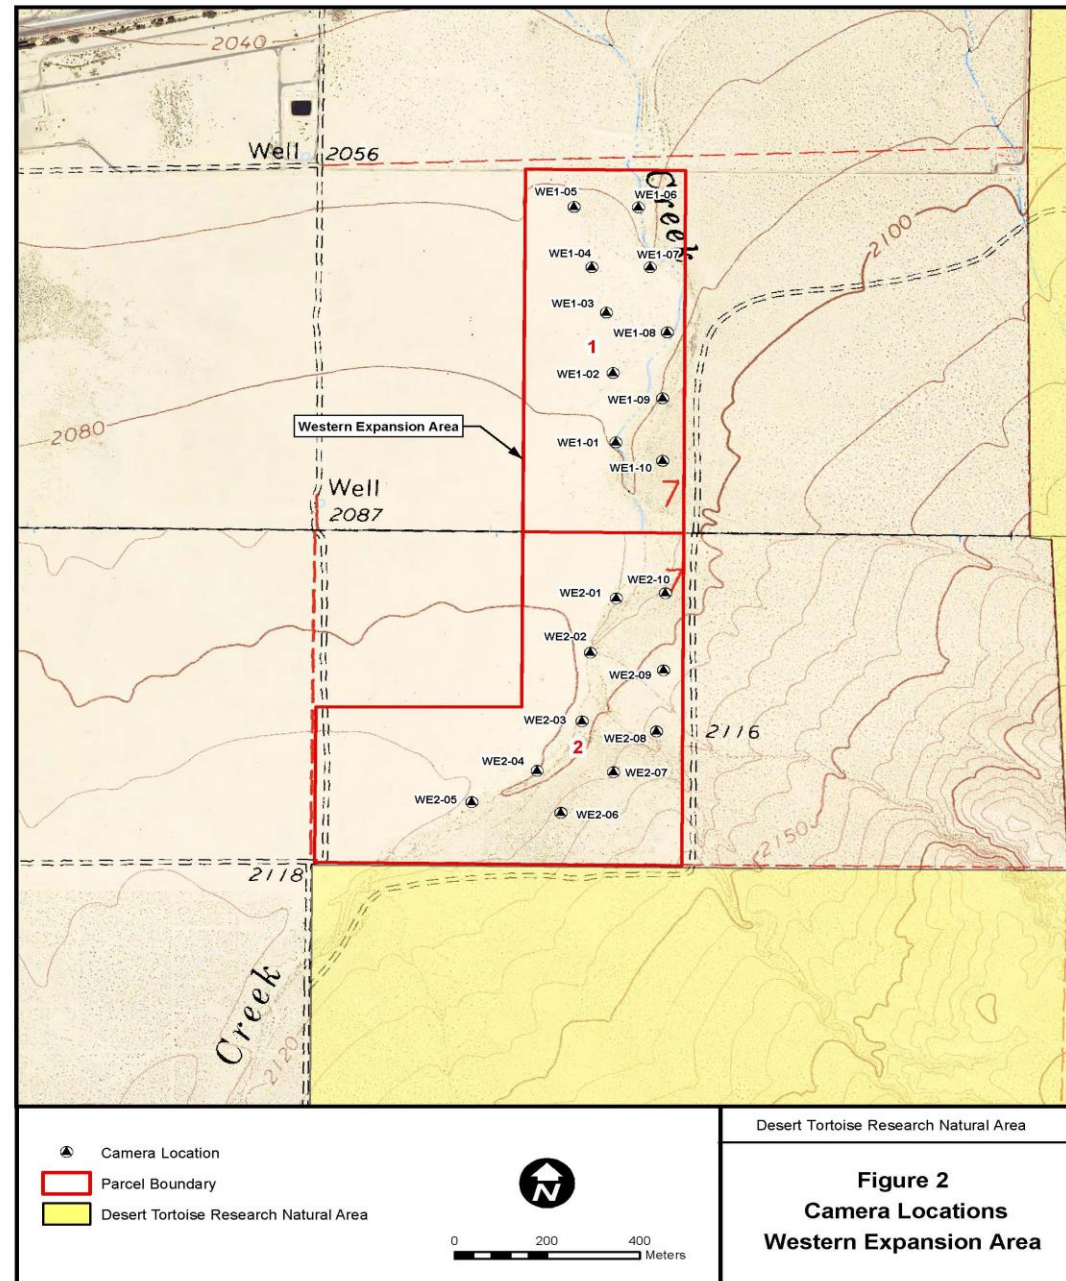 2040
Well
2056
Creek
WE1-05
WE1-06
WE1-04
WE1-07
2100
WE1-03
WE1-08
1
WE1-02
WE1-09
2080
Western Expansion Area
WE1-01
WE1-10
Well
7
2087
7
WE2-10
WE2-01
WE2-02
WE2-09
WE2-03
WE2-08
2116
2
WE2-04
WE2-07
WE2-05
WE2-06
2150
2118
Creek
2120
Camera Location
Parcel Boundary
Desert Tortoise Research Natural Area
N
0 200 400
Meters
Desert Tortoise Research Natural Area
Figure 2
Camera Locations
Western Expansion Area